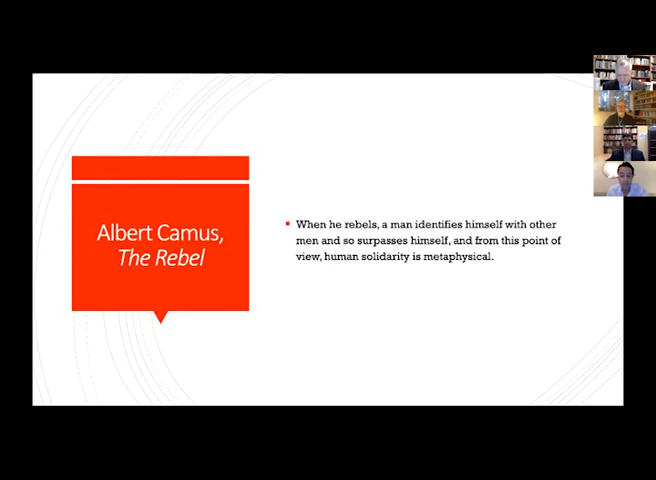 Albert Camus,
The Rebel
When he rebels, a man identifies himself with other
men and so surpasses himself, and from this point of
view, human solidarity is metaphysical.